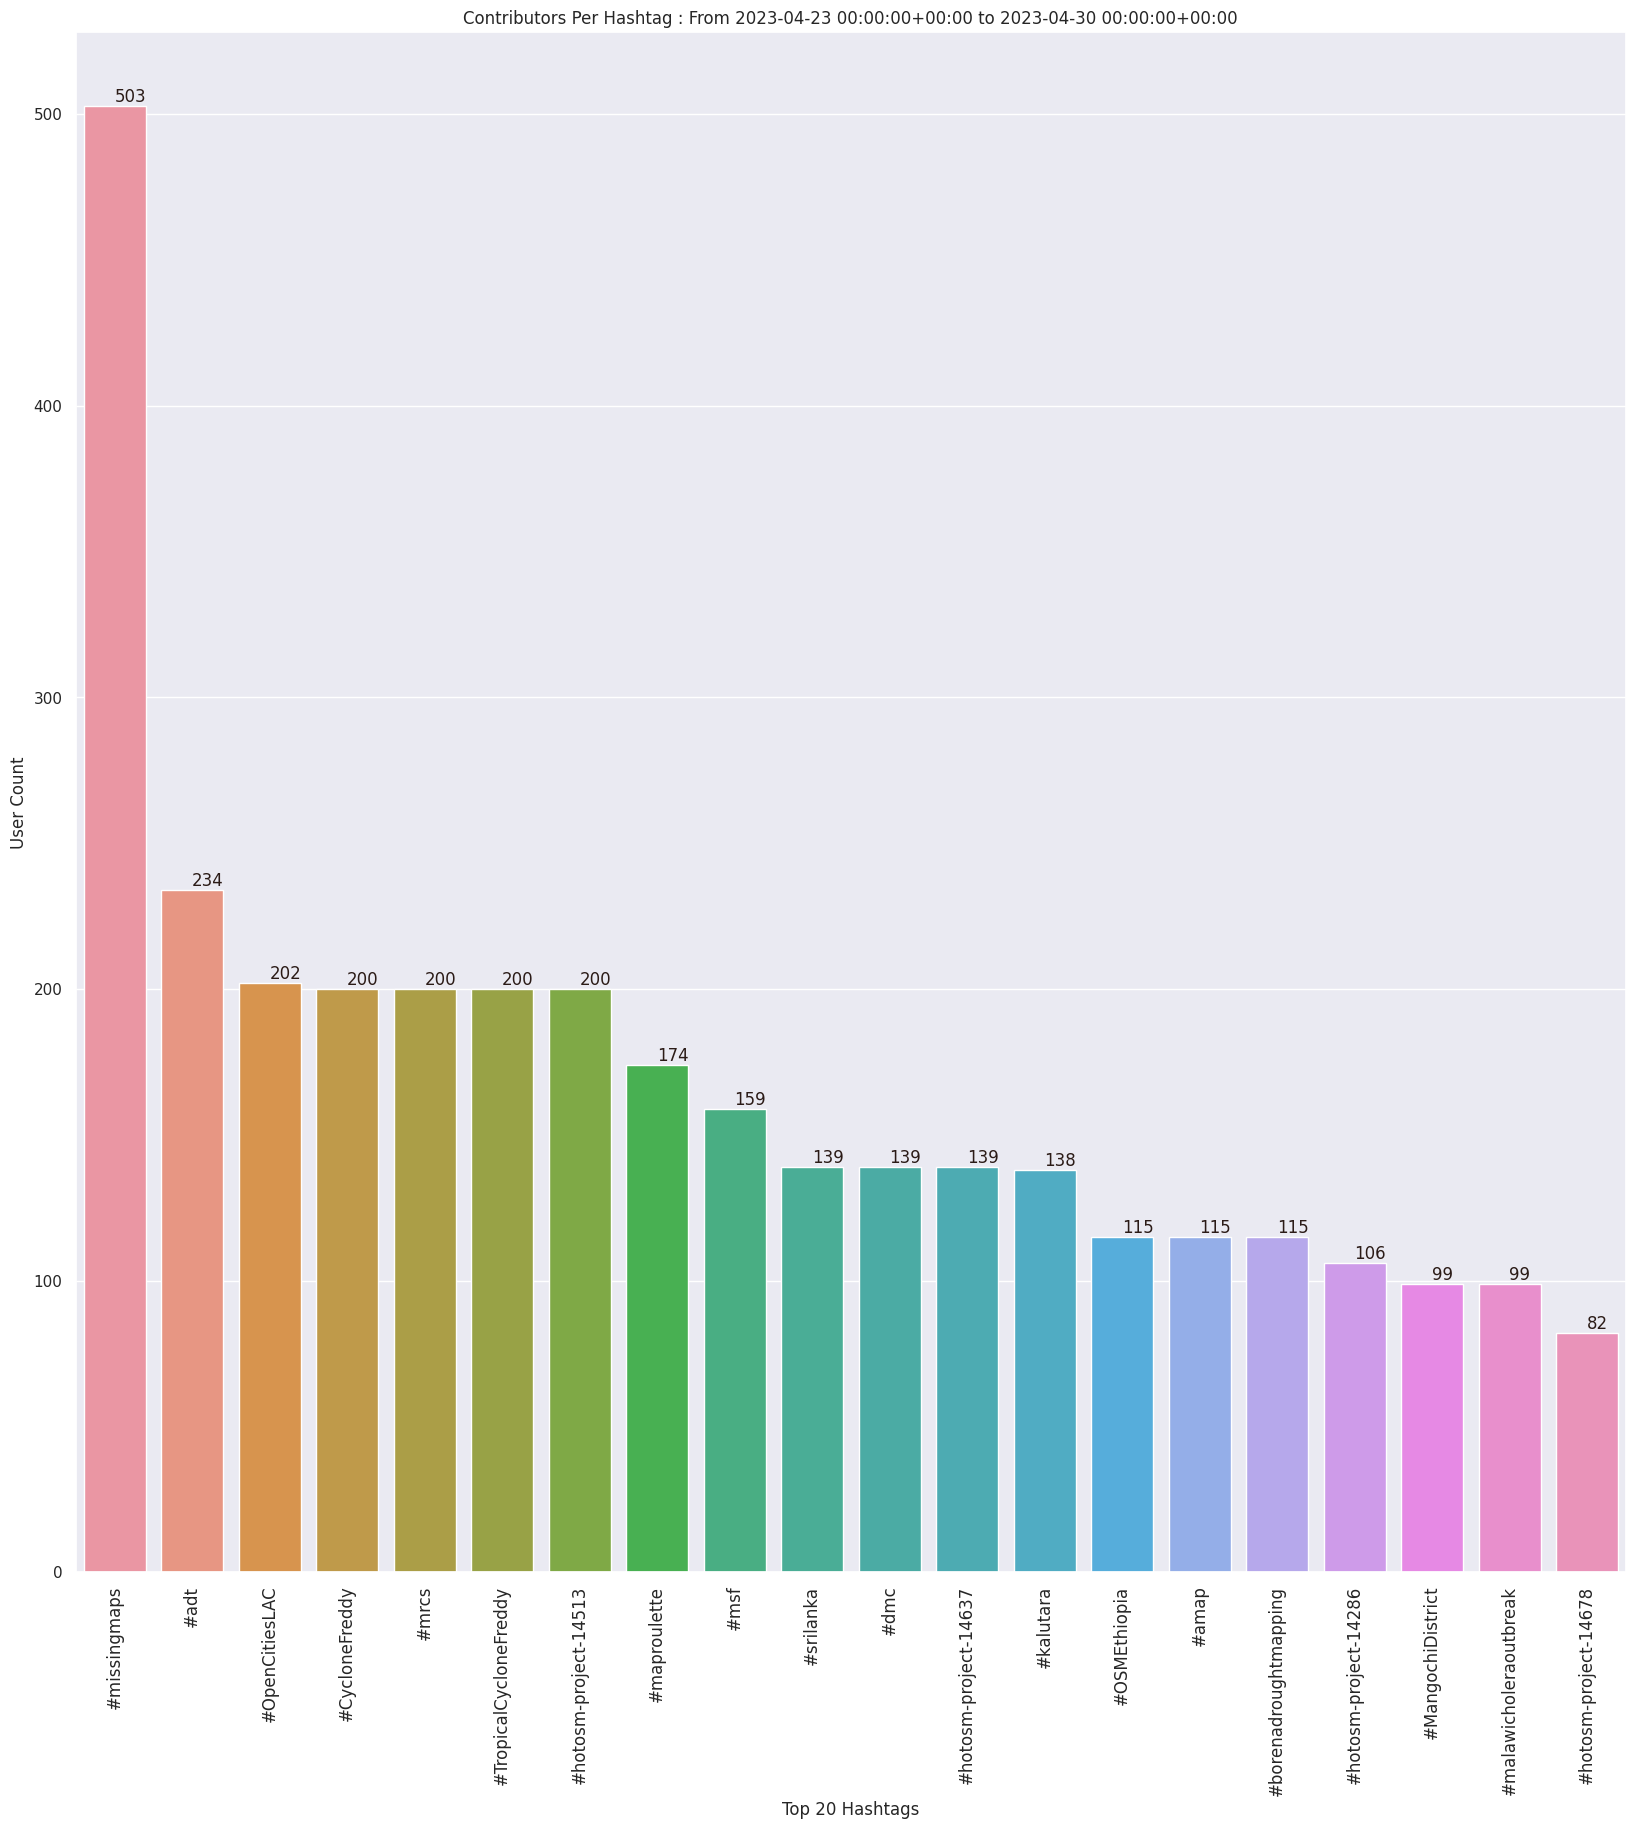 Contributors Per Hashtag : From 2023-04-23 00:00:00+00:00 to 2023-04-30 00:00:00+00:00
User Count
500
400
300
200
100
0
503
234
202
200
200
200
200
174
159
139
139
139
138
115
115
115
106
99
99
82
#missingmaps
#adt
#OpenCitiesLAC
#CycloneFreddy
#mrcs
#TropicalCycloneFreddy
#hotosm-project-14513
#maproulette
#msf
#srilanka
#dmc
#hotosm-project-14637
#kalutara
#OSMEthiopia
#amap
#borenadroughtmapping
#hotosm-project-14286
#MangochiDistrict
#malawicholeraoutbreak
#hotosm-project-14678
Top 20 Hashtags